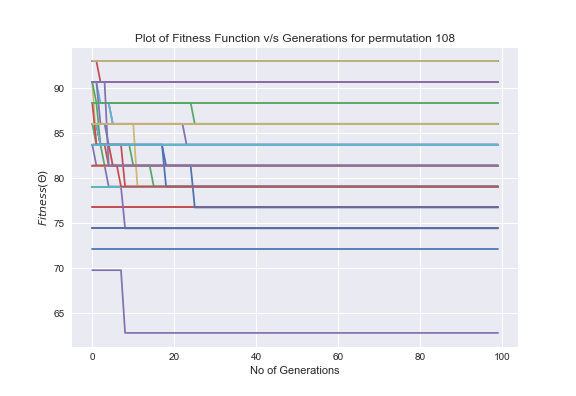 Plot of Fitness Function v/s Generations for permutation 108
Fitness(Θ)
90
85
80
75
70
65
0 20 40 60 80 100
No of Generations